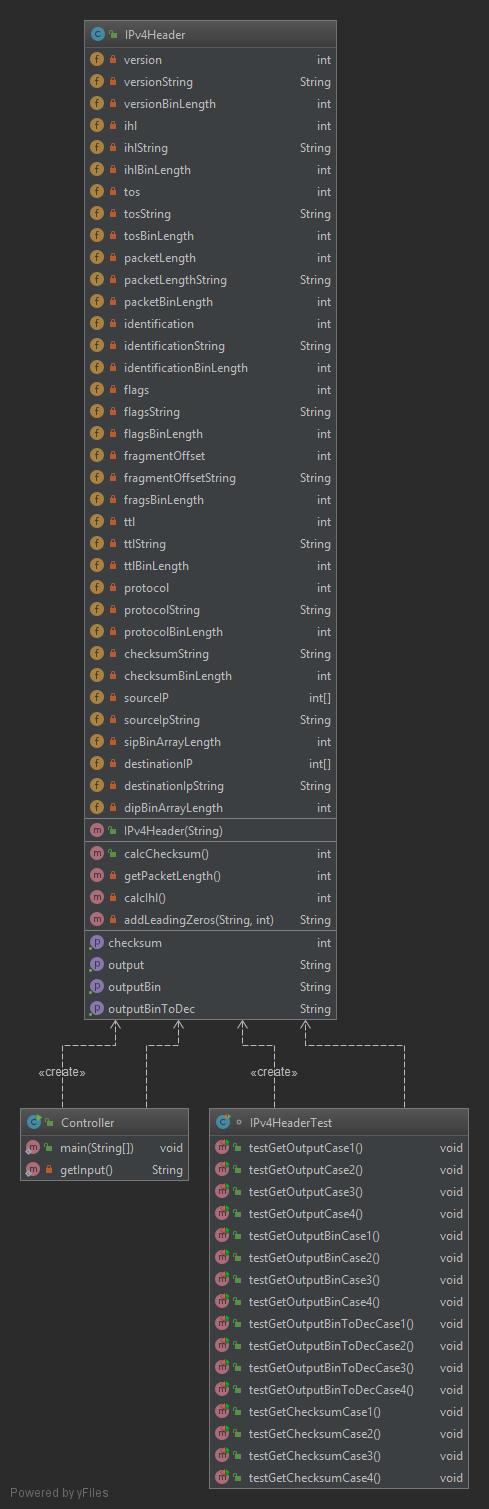 IPv4Header
version int
versionString String
versionBinLength int
ihl int
ihlString String
ihlBinLength int
tos int
tosString String
tosBinLength int
packetLength int
packetLengthString String
packetBinLength int
identification int
identificationString String
identificationBinLength int
flags int
flagsString String
flagsBinLength int
fragmentOffset int
fragmentOffsetString String
fragsBinLength int
ttl int
ttlString String
ttlBinLength int
protocol int
protocolString String
protocolBinLength int
checksumString String
checksumBinLength int
sourceIP int[]
sourceIpString String
sipBinArrayLength int
destinationIP int[]
destinationIpString String
dipBinArrayLength int
IPv4Header(String)
calcChecksum() int
getPacketLength() int
calcIhl() int
addLeadingZeros(String, int) String
checksum int
output String
outputBin String
outputBinToDec String
«create» «create»
Controller
main(String[]) void
getInput() String
IPv4HeaderTest
testGetOutputCase1() void
testGetOutputCase2() void
testGetOutputCase3() void
testGetOutputCase4() void
testGetOutputBinCase1() void
testGetOutputBinCase2() void
testGetOutputBinCase3() void
testGetOutputBinCase4() void
testGetOutputBinToDecCase1() void
testGetOutputBinToDecCase2() void
testGetOutputBinToDecCase3() void
testGetOutputBinToDecCase4() void
testGetChecksumCase1() void
testGetChecksumCase2() void
testGetChecksumCase3() void
testGetChecksumCase4() void
Powered by yFiles